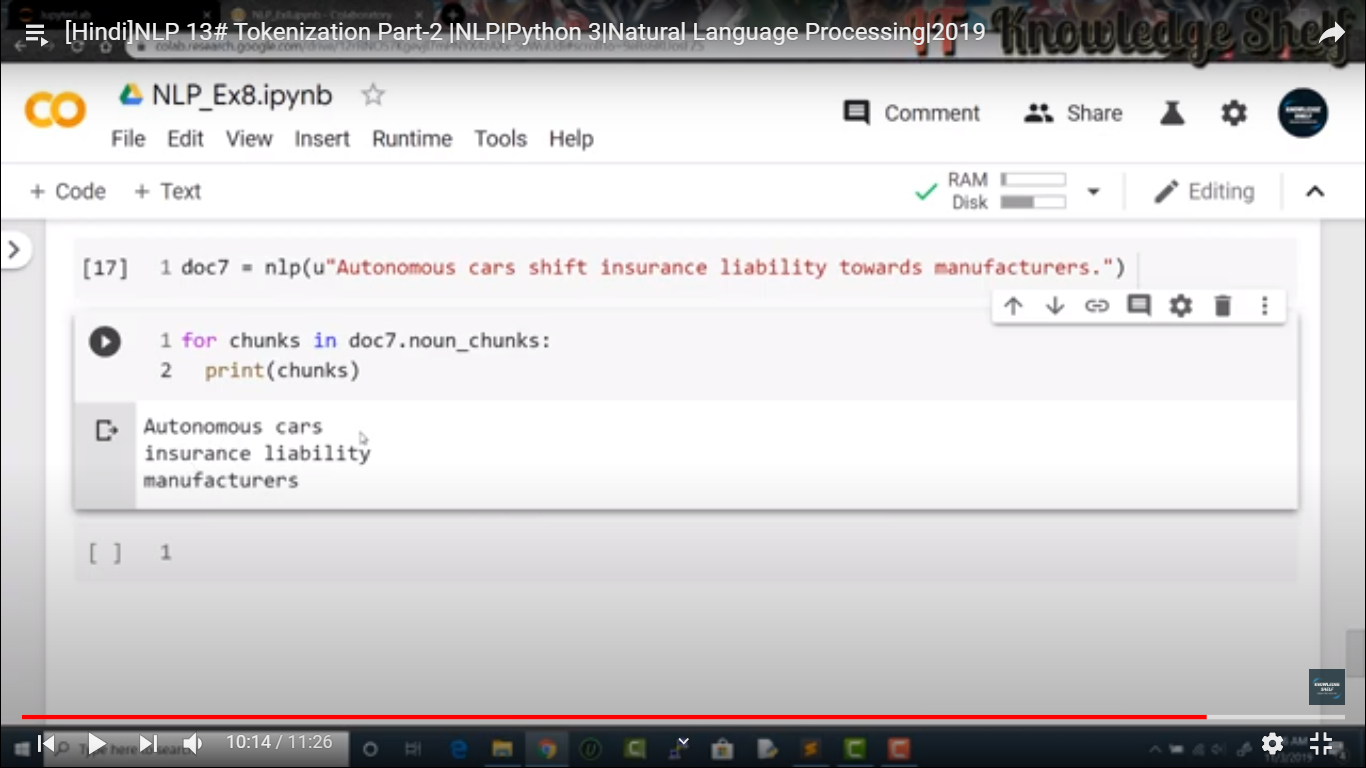 [Hindi]NLP 13# Tokenization Part-2 |NLP|Python 3|Natural Language Processing|2019
IT Knowledge Shelf
NLP_Ex8.ipynb
Comment
Share
File Edit View Insert Runtime Tools Help
+ Code + Text
RAM
Disk
Editing
[17] 1 doc7 = nlp(u"Autonomous cars shift insurance liability towards manufacturers.")
1 for chunks in doc7.noun_chunks:
2 print(chunks)
Autonomous cars
insurance liability
manufacturers
[ ] 1
KNOWLEDGE
SHELF
10:14 / 11:26